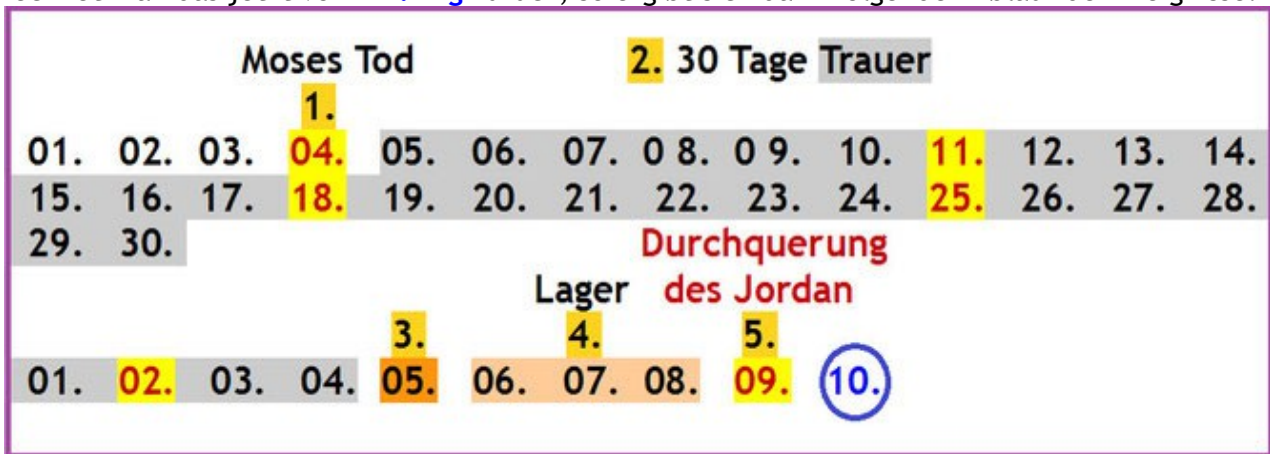 Moses Tod 2. 30 Tage Trauer
1.
01. 02. 03. 04. 05. 06. 07. 0 8. 0 9. 10. 11. 12. 13. 14.
15. 16. 17. 18. 19. 20. 21. 22. 23. 24. 25. 26. 27. 28.
29. 30. Durchquerung
Lager des Jordan
3. 4. 5.
01. 02. 03. 04. 05. 06. 07. 08. 09. 10.